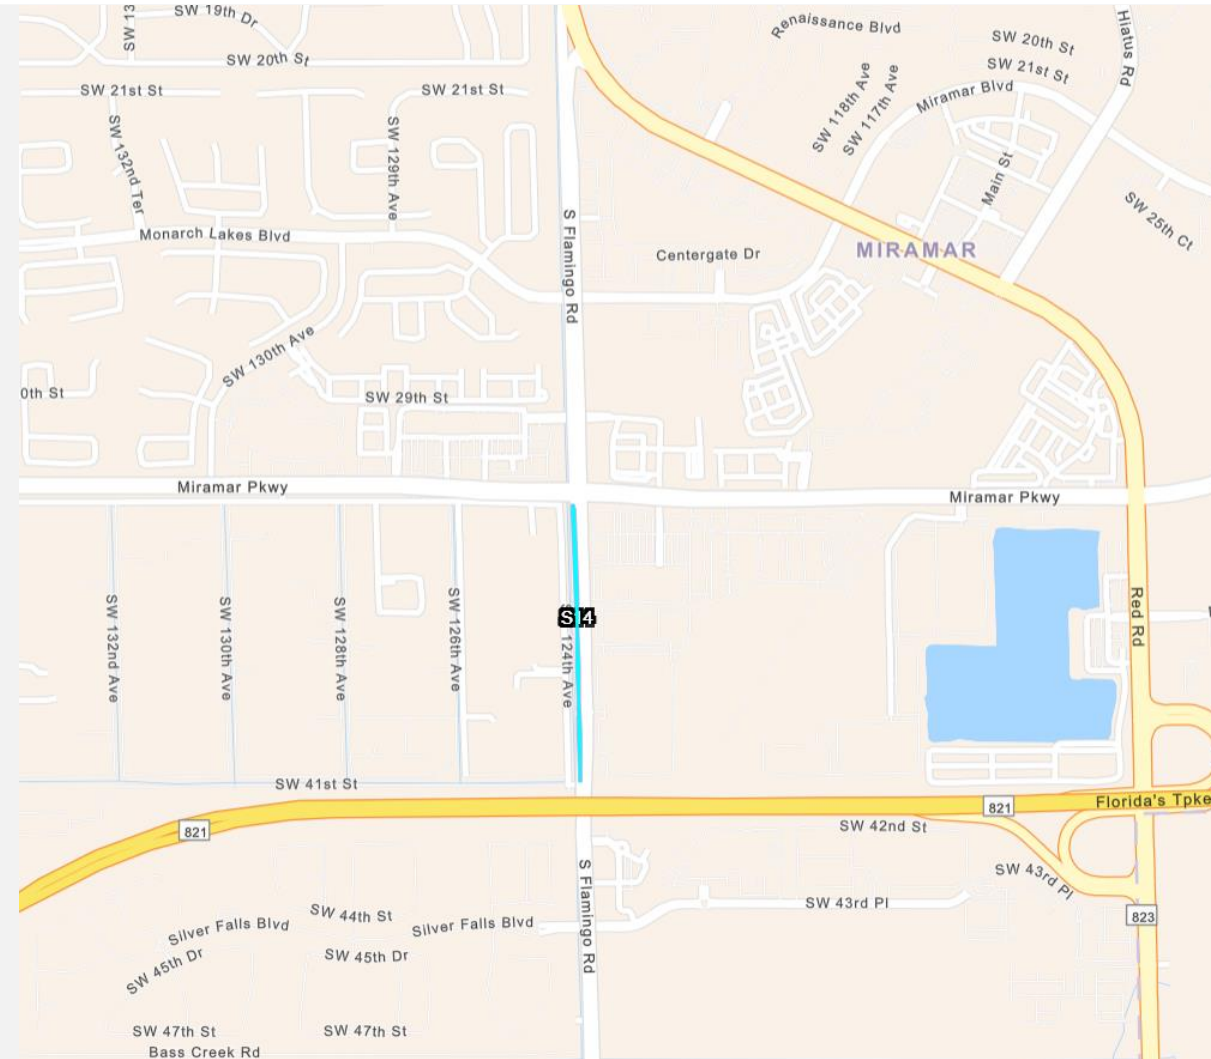 SW 13
SW 19th Dr
SW 20th St
SW 21st St
SW 21st St
SW 132nd Ter
SW 129th Ave
Monarch Lakes Blvd
S Flamingo Rd
Renaissance Blvd
SW 20th St
SW 21st St
Hiatus Rd
SW 118th Ave
SW 117th Ave
Miramar Blvd
Main St
SW 25th Ct
Centergate Dr
MIRAMAR
SW 130th Ave
0th St
SW 29th St
Miramar Pkwy
Miramar Pkwy
SW 132nd Ave
SW 130th Ave
SW 128th Ave
SW 126th Ave
124th Ave
Red Rd
SW 41st St
821
821
Florida's Tpke
SW 42nd St
S Flamingo Rd
SW 43rd Pl
SW 43rd Pl
823
Silver Falls Blvd
SW 44th St
Silver Falls Blvd
SW 45th Dr
SW 45th Dr
SW 47th St
SW 47th St
Bass Creek Rd